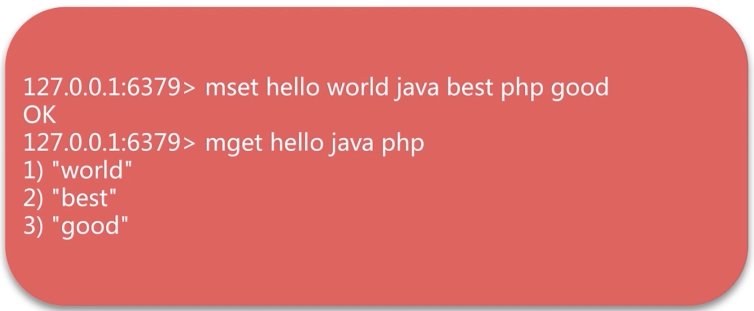 127.0.0.1:6379> mset hello world java best php good
OK
127.0.0.1:6379> mget hello java php
1) "world"
2) "best"
3) "good"